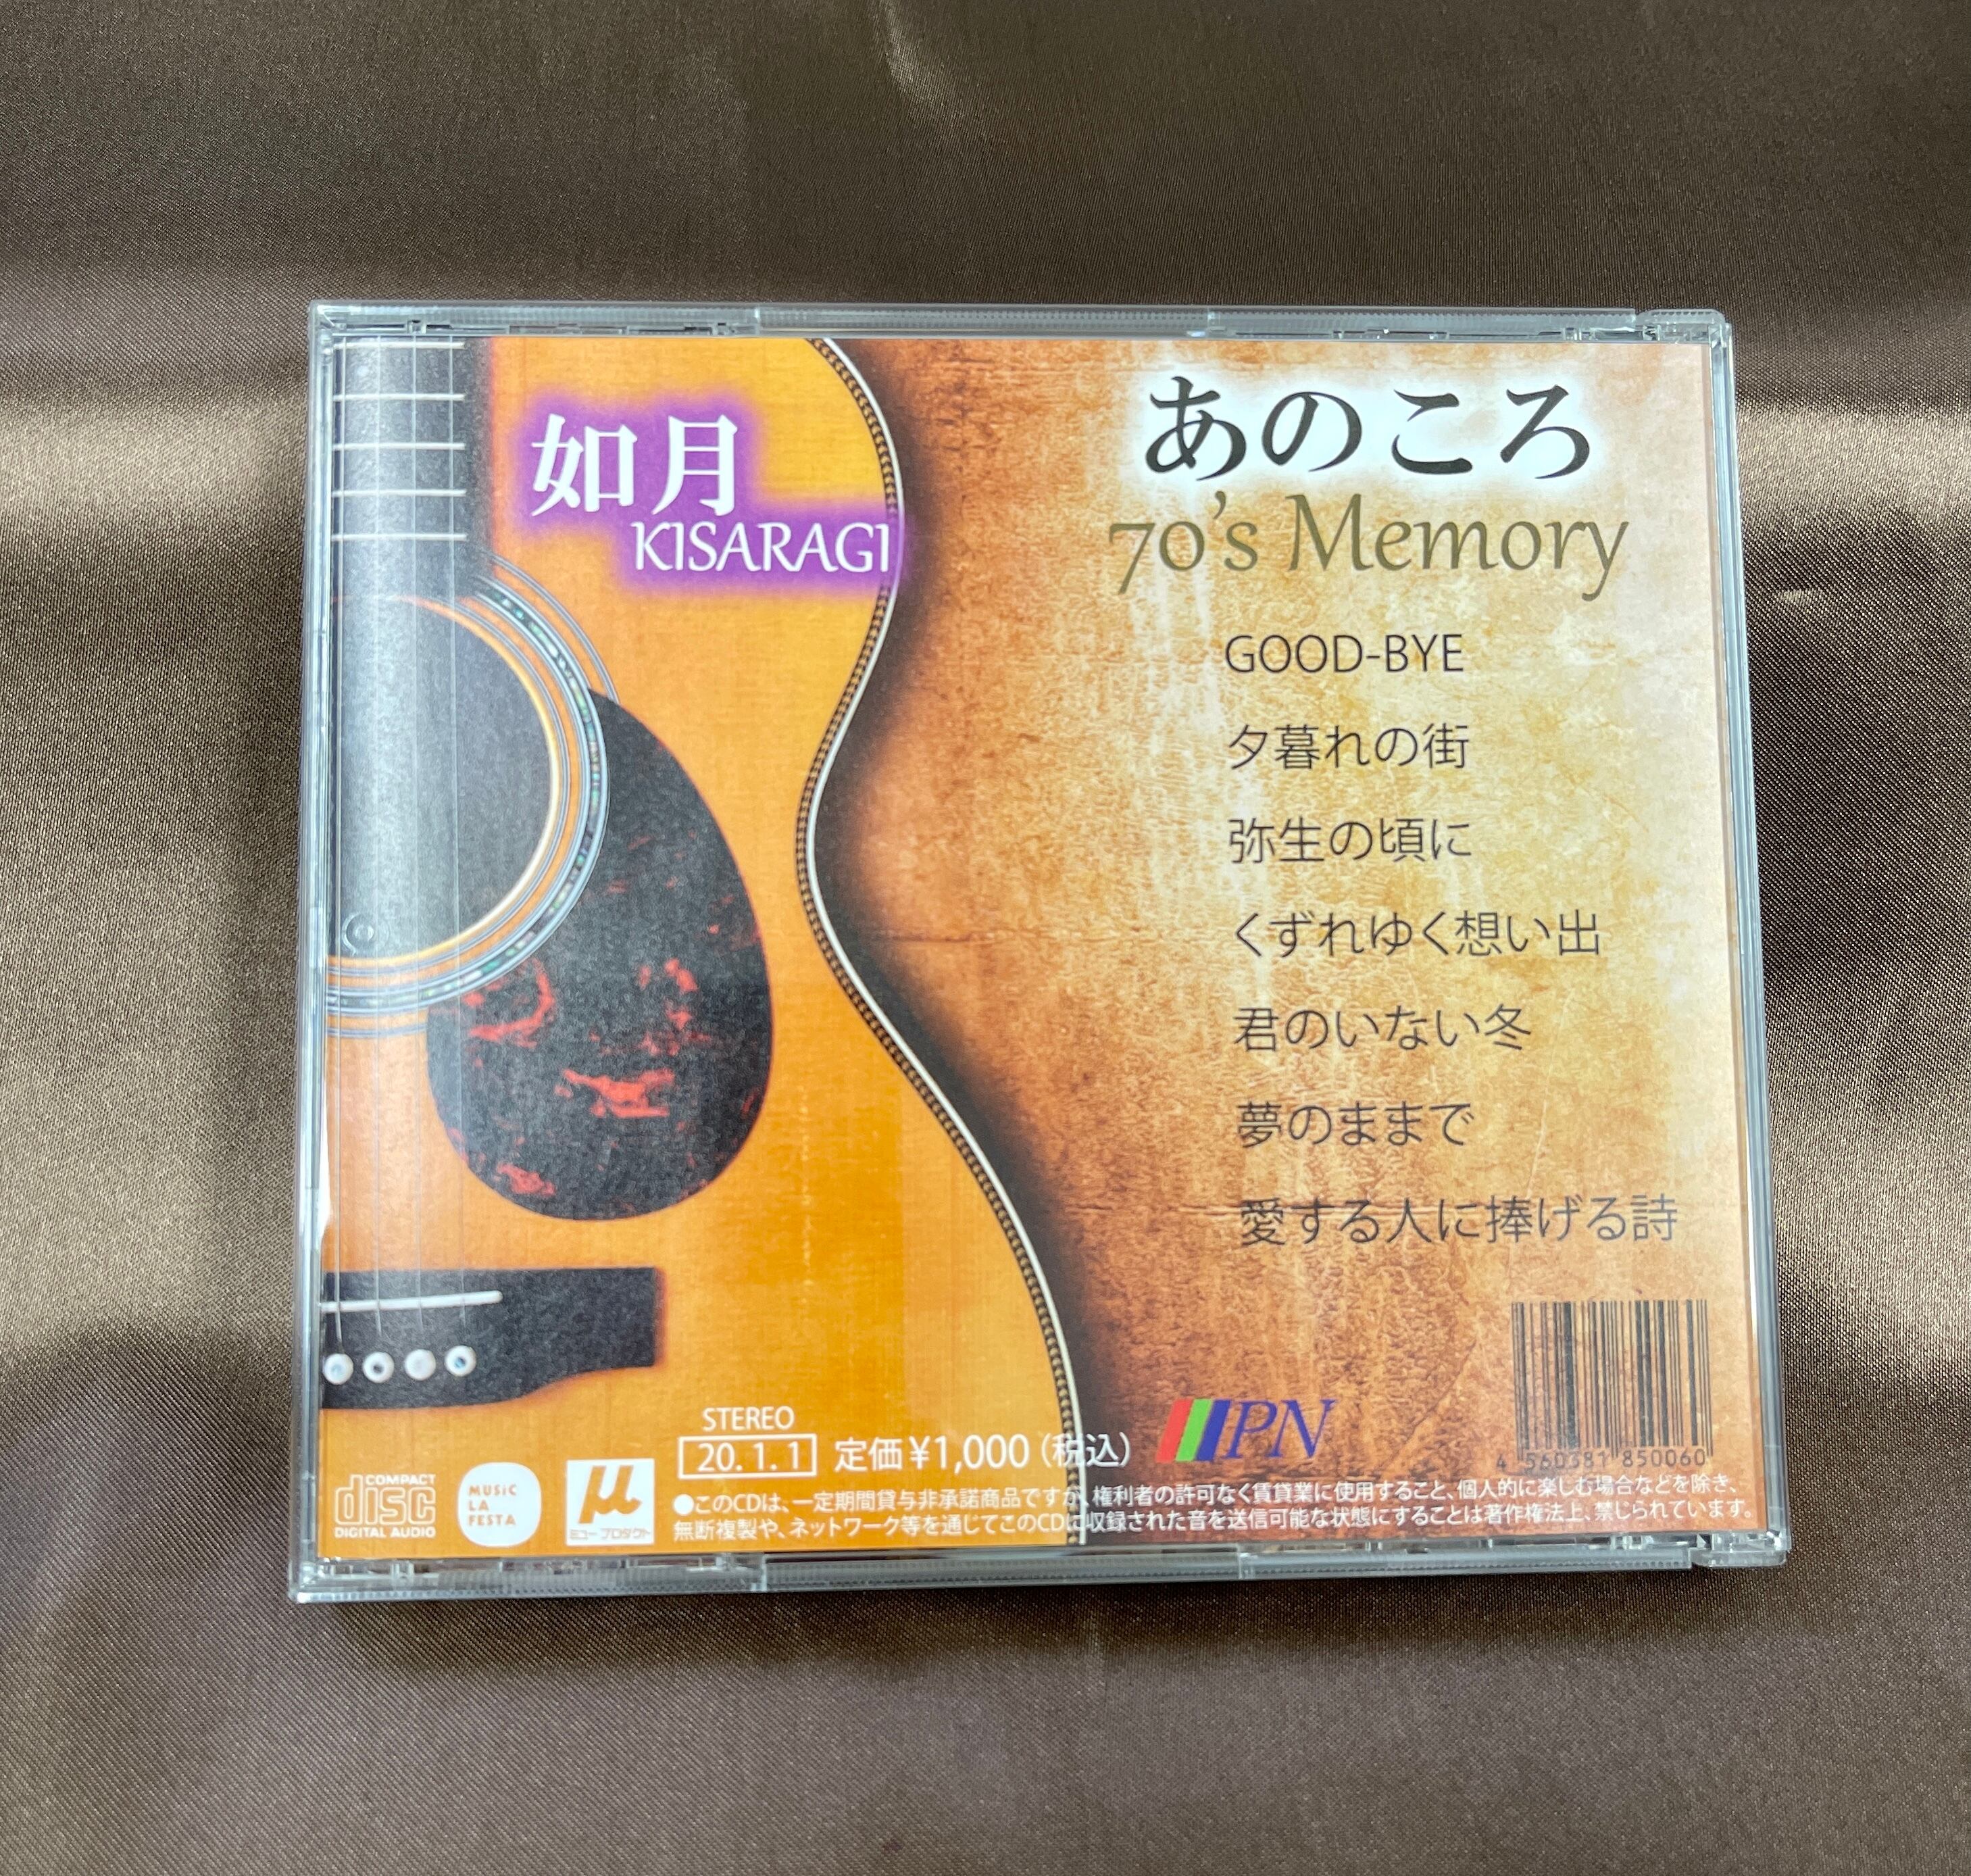 如月
KISARAGI
あのころ
70's Memory
GOOD-BYE
夕暮れの街
弥生の頃に
くずれゆく想い出
君のいない冬
夢のままで
愛する人に捧げる詩
STEREO
20.1.1 定価¥1,000（税込）
IPN
4 560381 850060
COMPACT
disc
DIGITAL AUDIO
MUSiC
LA
FESTA
μ
ミュープロダクト
●このCDは、一定期間貸与非承諾商品ですが、権利者の許可なく賃貸業に使用すること、個人的に楽しむ場合などを除き、
無断複製や、ネットワーク等を通じてこのCDに収録された音を送信可能な状態にすることは著作権法上、禁じられています。